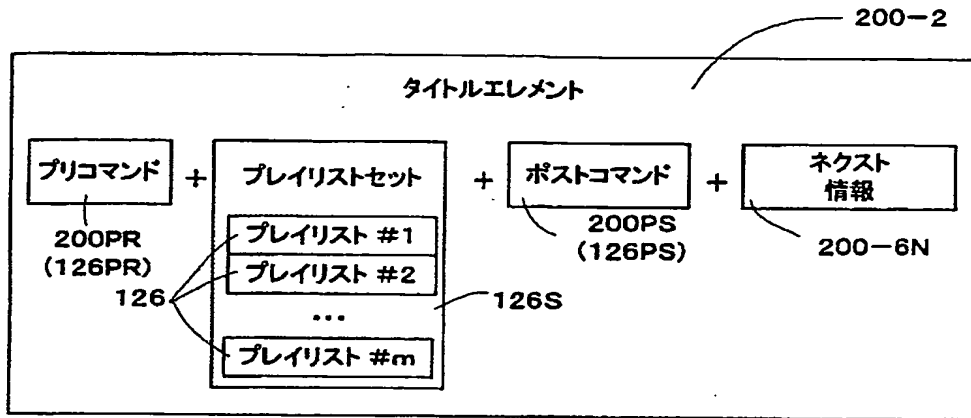 200-2
タイトルエレメント
プリコマンド
+
プレイリストセット
+
ポストコマンド
+
ネクスト
情報
200PR
(126PR)
プレイリスト #1
プレイリスト #2
...
プレイリスト #m
126
126S
200PS
(126PS)
200-6N